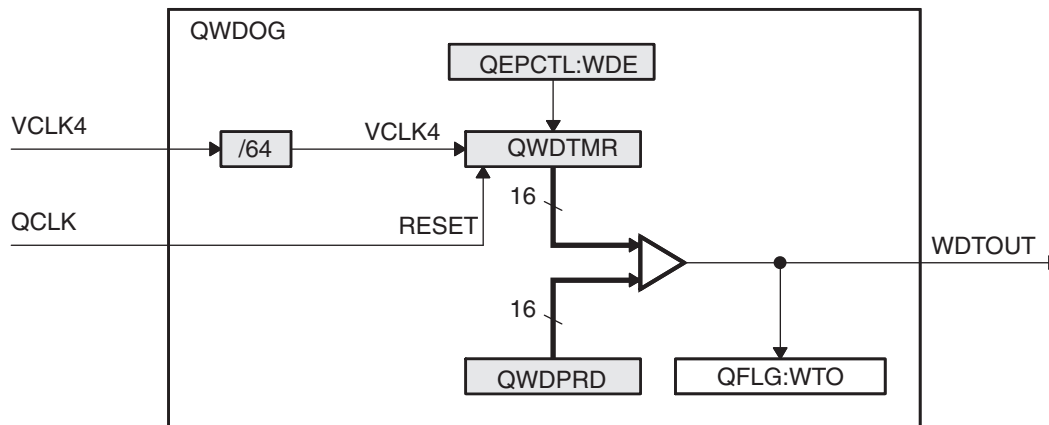 QWDOG
QEPCTL:WDE
VCLK4
/64
VCLK4
QWDTMR
16
QCLK
RESET
WDTOUT
16
QWDPRD
QFLG:WTO